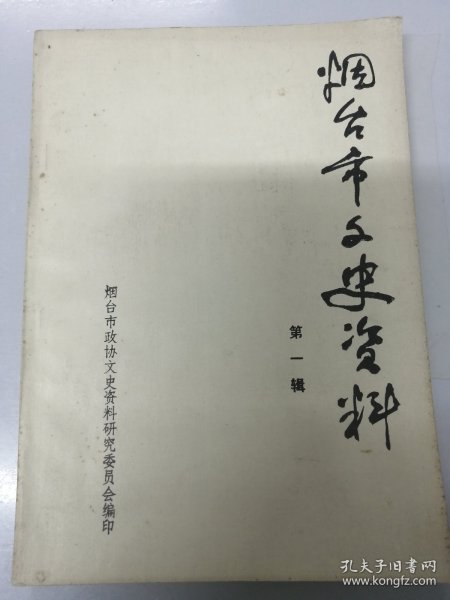 烟台市文史资料
第一辑
烟台市政协文史资料研究委员会编印
孔夫子旧书网
www.kongfz.com